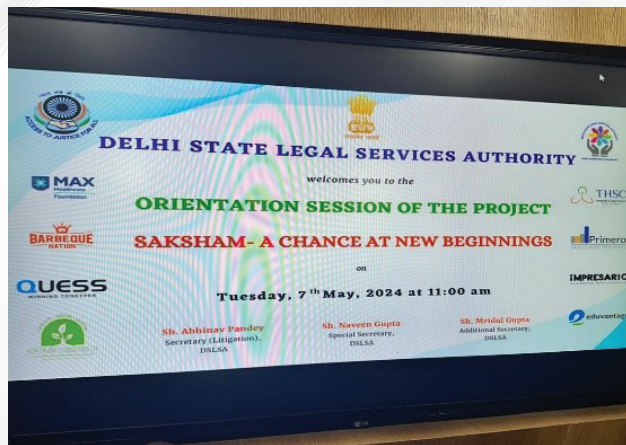 ACCESS TO JUSTICE FOR ALL
DELHI STATE LEGAL SERVICES AUTHORITY
welcomes you to the
MAX
Healthcare
Foundation
THSC
ORIENTATION SESSION OF THE PROJECT
BARBEQUE
NATION
SAKSHAM- A CHANCE AT NEW BEGINNINGS
Primero
on
QUESS
WINNING TOGETHER
IMPRESARIO
Tuesday, 7th May, 2024 at 11:00 am
eduvantage
Sh. Abhinav Pandey
Secretary (Litigation),
DSLSA
Sh. Naveen Gupta
Special Secretary,
DSLSA
Sh. Mridul Gupta
Additional Secretary,
DSLSA
LG